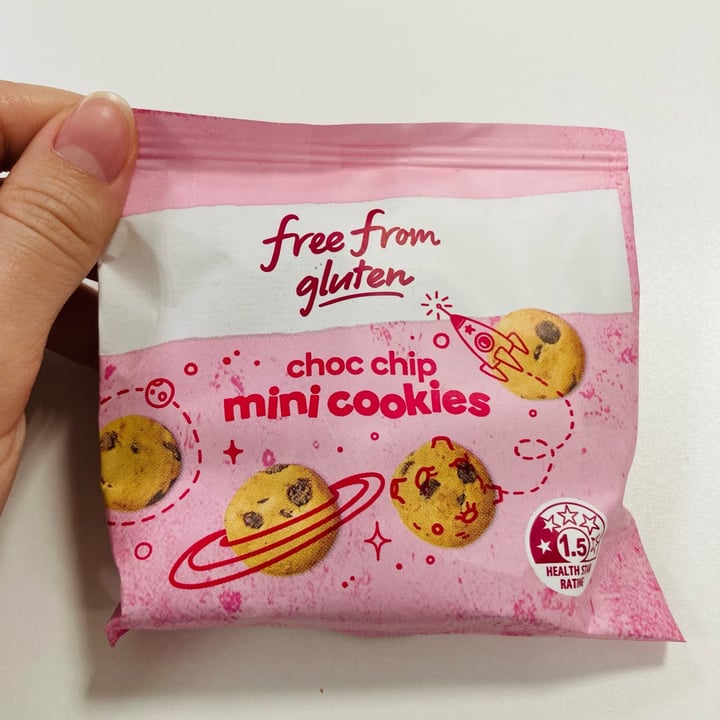 free from
gluten
choc chip
mini cookies
1.5
HEALTH STAR
RATING